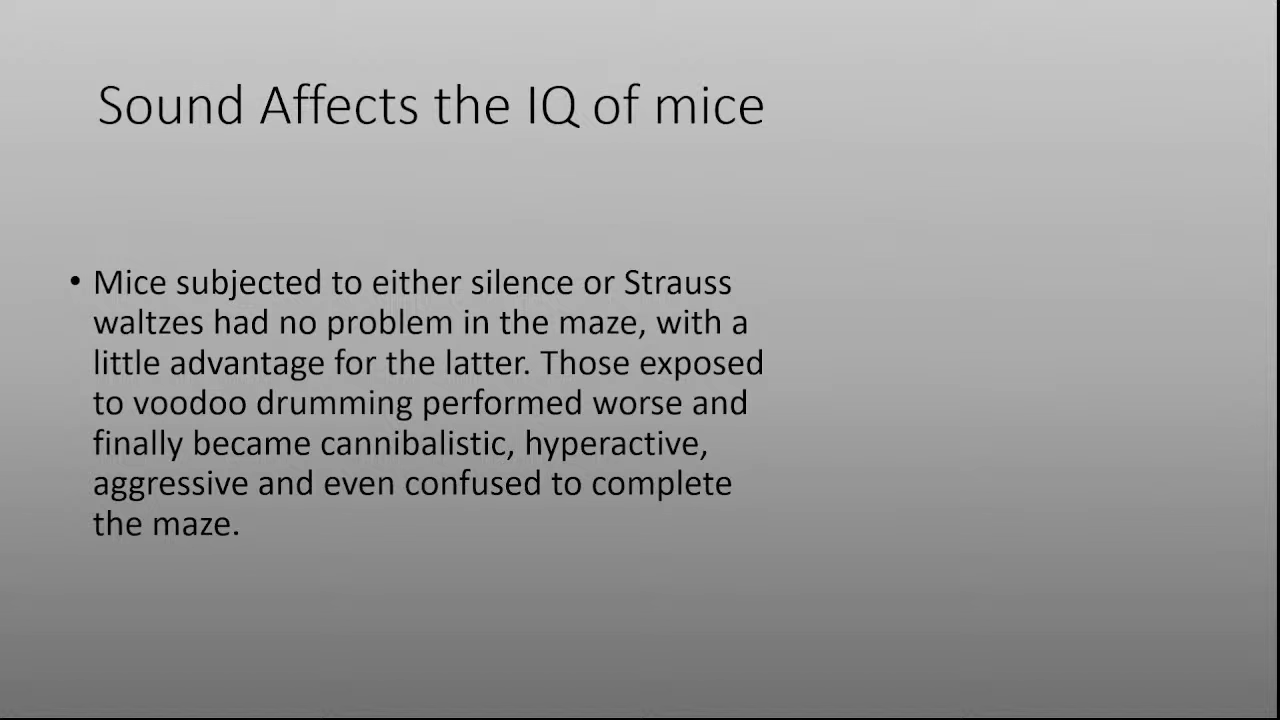 Sound Affects the IQ of mice
• Mice subjected to either silence or Strauss
waltzes had no problem in the maze, with a
little advantage for the latter. Those exposed
to voodoo drumming performed worse and
finally became cannibalistic, hyperactive,
aggressive and even confused to complete
the maze.